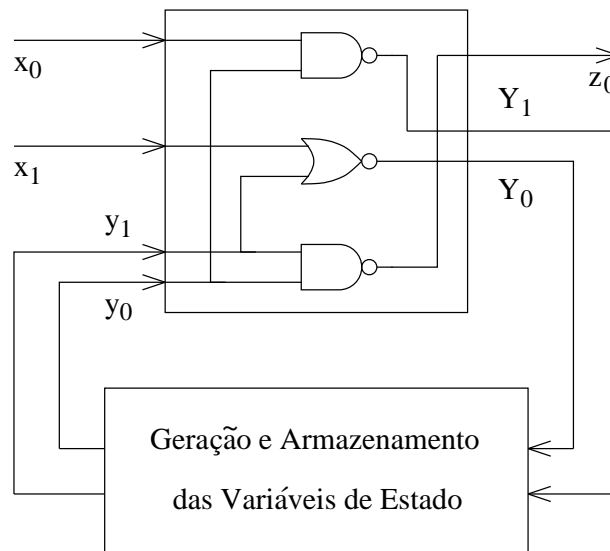 x0
z0
Y1
x1
Y0
y1
y0
Geração e Armazenamento
das Variáveis de Estado